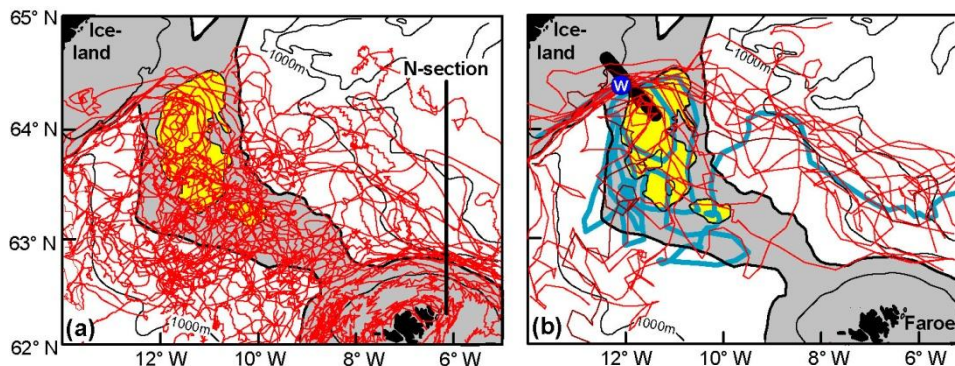 65° N
64° N
63° N
62° N
12° W
10° W
8° W
6° W
Ice-
land
1000m
N-section
1000m
(a)
12° W
10° W
8° W
6° W
Ice-
land
W
1000m
1000m
(b)
Faroe